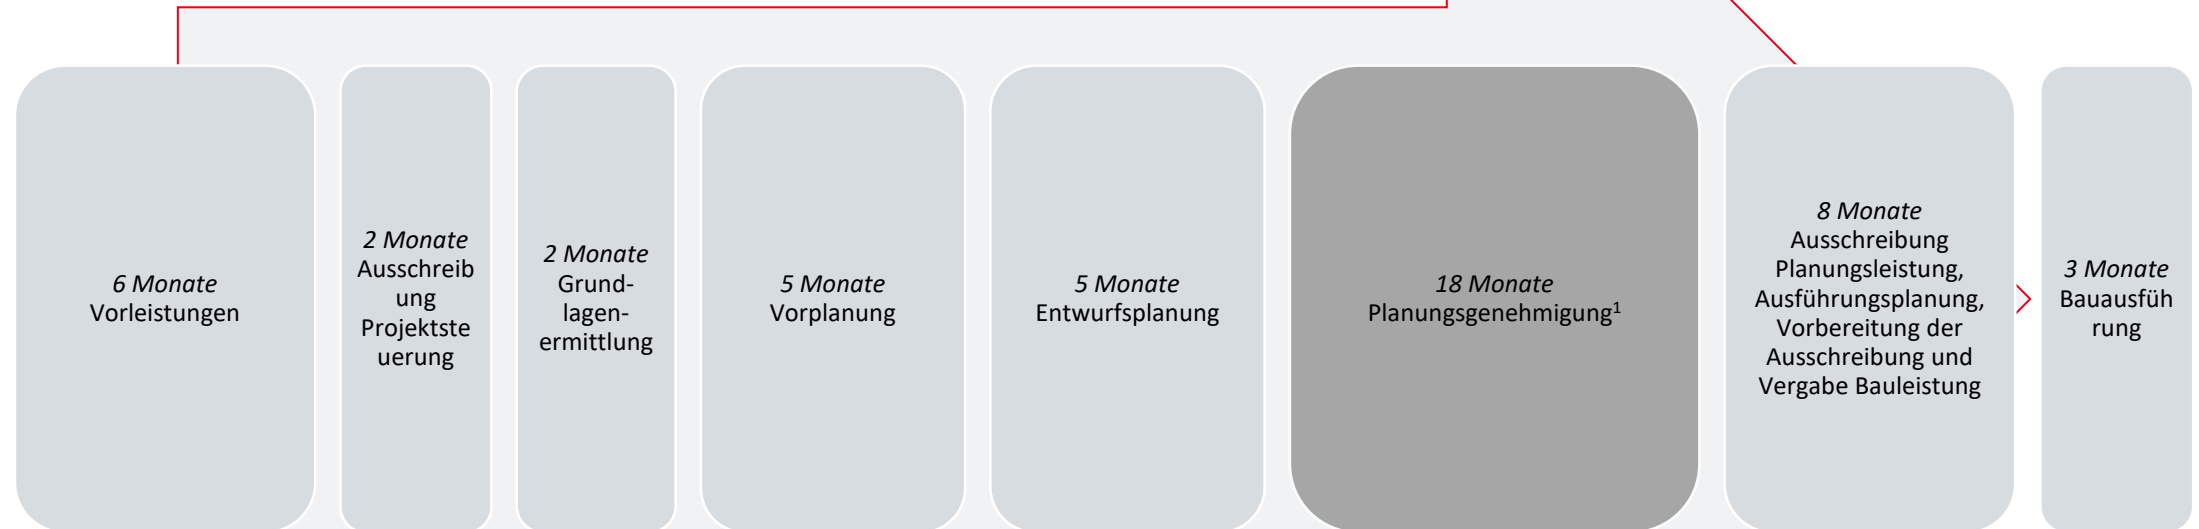 6 Monate
Vorleistungen
2 Monate
Ausschreib
ung
Projektste
uerung
2 Monate
Grund-
lagen-
ermittlung
5 Monate
Vorplanung
5 Monate
Entwurfsplanung
18 Monate
Planungsgenehmigung¹
8 Monate
Ausschreibung
Planungsleistung,
Ausführungsplanung,
Vorbereitung der
Ausschreibung und
Vergabe Bauleistung
3 Monate
Bauausfüh
rung